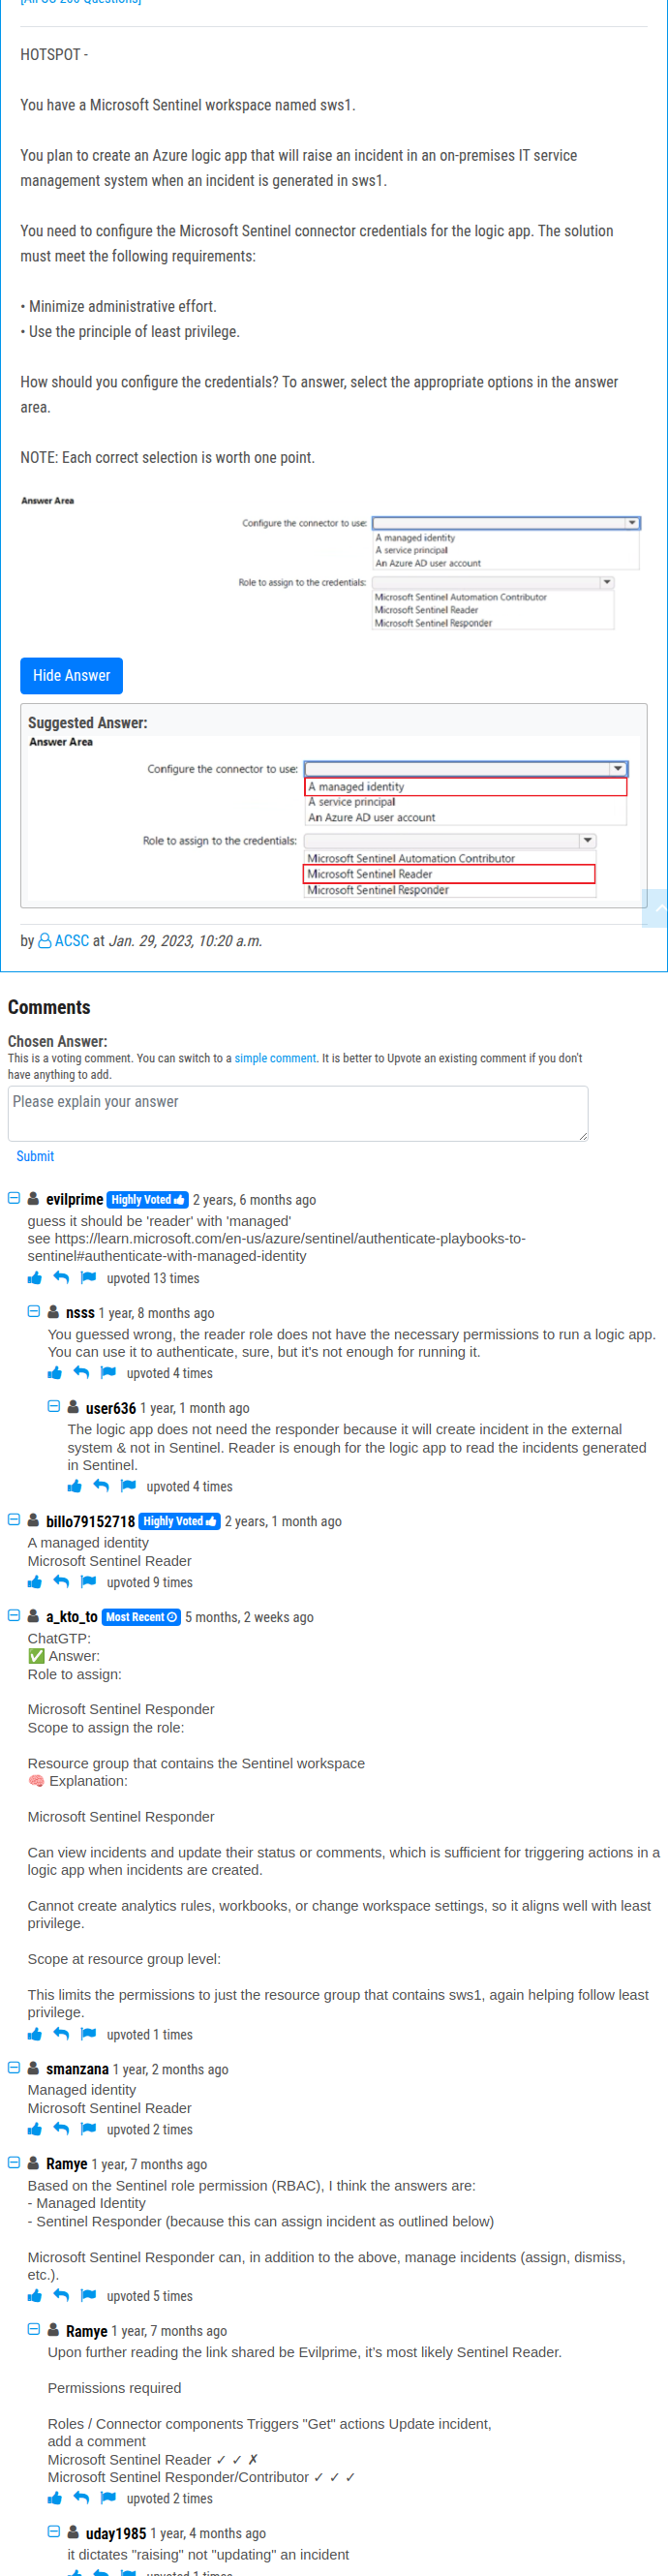 HOTSPOT -
You have a Microsoft Sentinel workspace named sws1.
You plan to create an Azure logic app that will raise an incident in an on-premises IT service
management system when an incident is generated in sws1.
You need to configure the Microsoft Sentinel connector credentials for the logic app. The solution
must meet the following requirements:
• Minimize administrative effort.
• Use the principle of least privilege.
How should you configure the credentials? To answer, select the appropriate options in the answer
area.
NOTE: Each correct selection is worth one point.
Answer Area
Configure the connector to use:
A managed identity
A service principal
An Azure AD user account
Role to assign to the credentials:
Microsoft Sentinel Automation Contributor
Microsoft Sentinel Reader
Microsoft Sentinel Responder
Hide Answer
Suggested Answer:
Answer Area
Configure the connector to use:
A managed identity
A service principal
An Azure AD user account
Role to assign to the credentials:
Microsoft Sentinel Automation Contributor
Microsoft Sentinel Reader
Microsoft Sentinel Responder
by ACSC at Jan. 29, 2023, 10:20 a.m.
Comments
Chosen Answer:
This is a voting comment. You can switch to a simple comment. It is better to Upvote an existing comment if you don't
have anything to add.
Please explain your answer
Submit
evilprime Highly Voted 2 years, 6 months ago
guess it should be 'reader' with 'managed'
see https://learn.microsoft.com/en-us/azure/sentinel/authenticate-playbooks-to-
sentinel#authenticate-with-managed-identity
upvoted 13 times
nsss 1 year, 8 months ago
You guessed wrong, the reader role does not have the necessary permissions to run a logic app.
You can use it to authenticate, sure, but it's not enough for running it.
upvoted 4 times
user636 1 year, 1 month ago
The logic app does not need the responder because it will create incident in the external
system & not in Sentinel. Reader is enough for the logic app to read the incidents generated
in Sentinel.
upvoted 4 times
billo79152718 Highly Voted 2 years, 1 month ago
A managed identity
Microsoft Sentinel Reader
upvoted 9 times
a_kto_to Most Recent 5 months, 2 weeks ago
ChatGTP:
✅ Answer:
Role to assign:
Microsoft Sentinel Responder
Scope to assign the role:
Resource group that contains the Sentinel workspace
🧠 Explanation:
Microsoft Sentinel Responder
Can view incidents and update their status or comments, which is sufficient for triggering actions in a
logic app when incidents are created.
Cannot create analytics rules, workbooks, or change workspace settings, so it aligns well with least
privilege.
Scope at resource group level:
This limits the permissions to just the resource group that contains sws1, again helping follow least
privilege.
upvoted 1 times
smanzana 1 year, 2 months ago
Managed identity
Microsoft Sentinel Reader
upvoted 2 times
Ramye 1 year, 7 months ago
Based on the Sentinel role permission (RBAC), I think the answers are:
- Managed Identity
- Sentinel Responder (because this can assign incident as outlined below)
Microsoft Sentinel Responder can, in addition to the above, manage incidents (assign, dismiss,
etc.).
upvoted 5 times
Ramye 1 year, 7 months ago
Upon further reading the link shared be Evilprime, it's most likely Sentinel Reader.
Permissions required
Roles / Connector components Triggers "Get" actions Update incident,
add a comment
Microsoft Sentinel Reader ✓ ✓ ✗
Microsoft Sentinel Responder/Contributor ✓ ✓ ✓
upvoted 2 times
uday1985 1 year, 4 months ago
it dictates "raising" not "updating" an incident